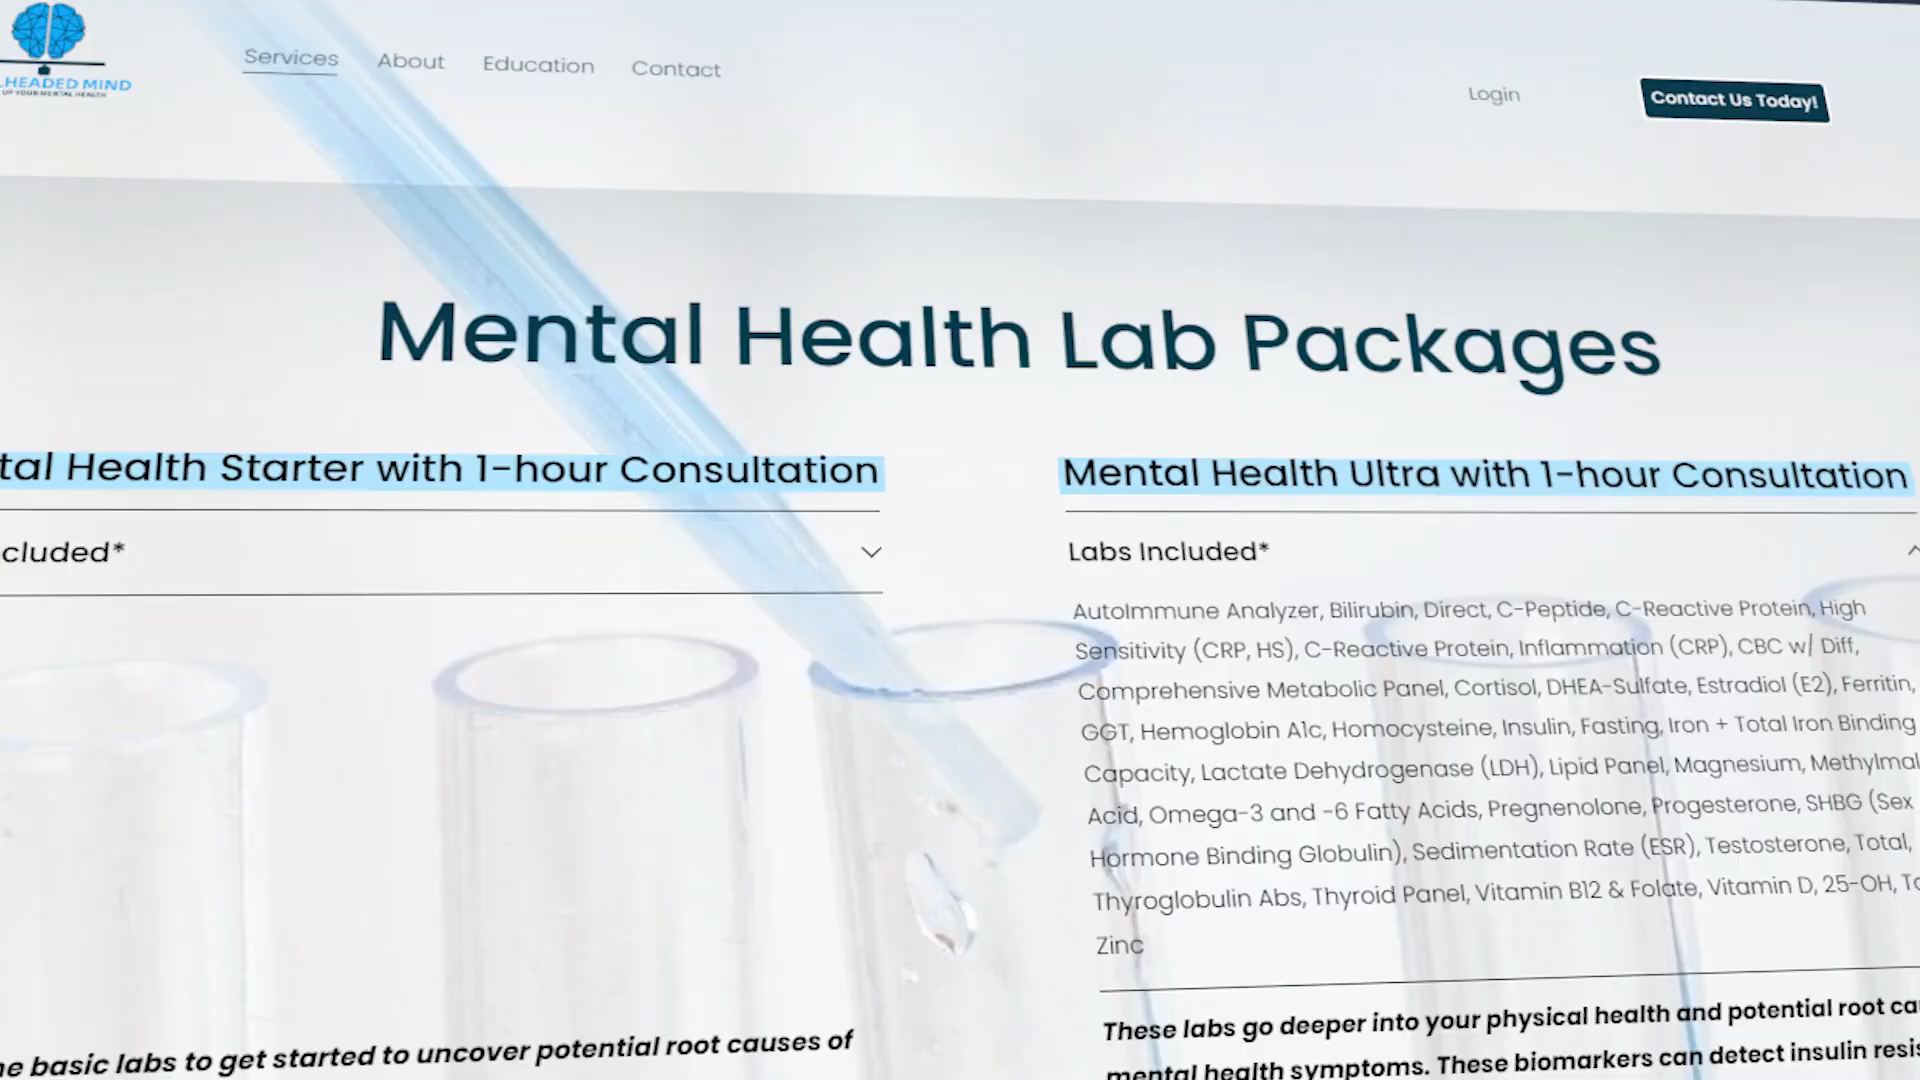 HEADED MIND
UP YOUR MENTAL HEALTH
Services About Education Contact
Login
Contact Us Today!
Mental Health Lab Packages
tal Health Starter with 1-hour Consultation
cluded*
ne basic labs to get started to uncover potential root causes of
Mental Health Ultra with 1-hour Consultation
Labs Included*
AutoImmune Analyzer, Bilirubin, Direct, C-Peptide, C-Reactive Protein, High
Sensitivity (CRP, HS), C-Reactive Protein, Inflammation (CRP), CBC w/ Diff,
Comprehensive Metabolic Panel, Cortisol, DHEA-Sulfate, Estradiol (E2), Ferritin,
GGT, Hemoglobin A1c, Homocysteine, Insulin, Fasting, Iron + Total Iron Binding
Capacity, Lactate Dehydrogenase (LDH), Lipid Panel, Magnesium, Methylmal
Acid, Omega-3 and -6 Fatty Acids, Pregnenolone, Progesterone, SHBG (Sex
Hormone Binding Globulin), Sedimentation Rate (ESR), Testosterone, Total,
Thyroglobulin Abs, Thyroid Panel, Vitamin B12 & Folate, Vitamin D, 25-OH,
Zinc
These labs go deeper into your physical health and potential root ca
mental health symptoms. These biomarkers can detect insulin resis